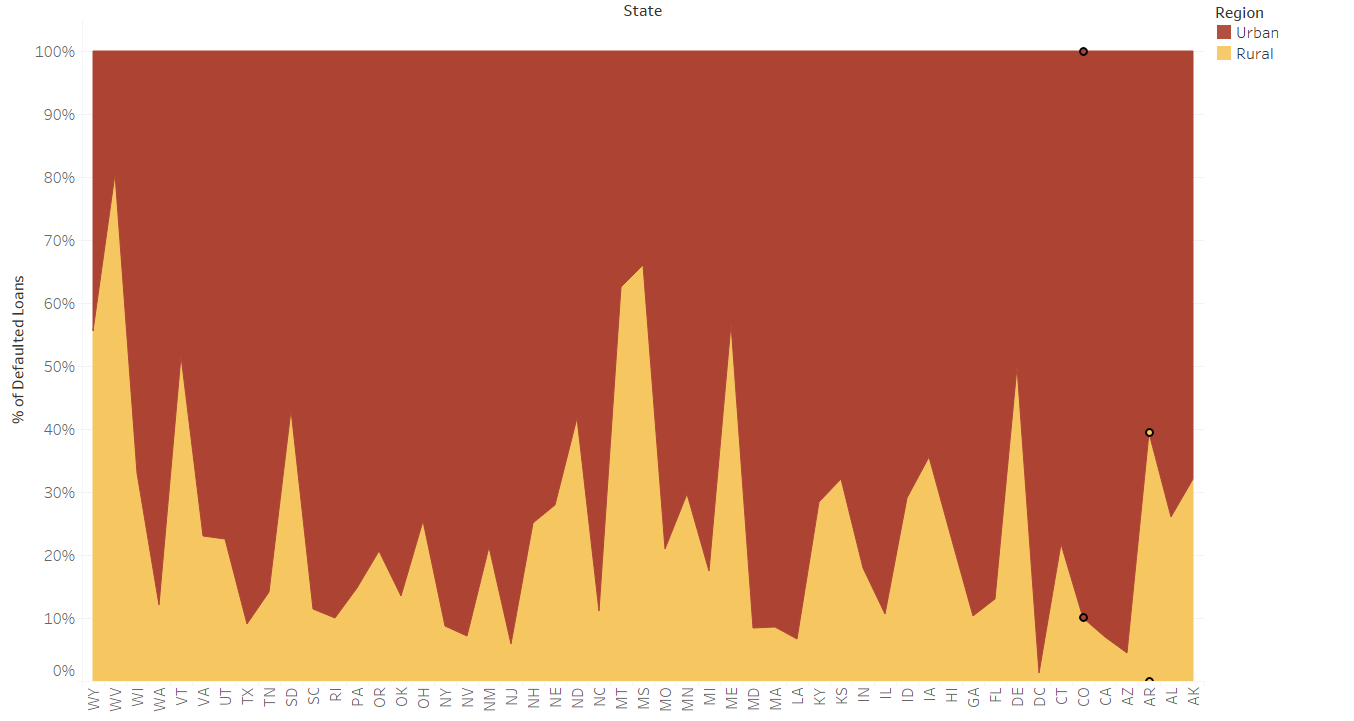 State
Region
Urban
Rural
% of Defaulted Loans
100%
90%
80%
70%
60%
50%
40%
30%
20%
10%
0%
WY WV WI WA VT VA UT TX TN SD SC RI PA OR OK OH NY NV NM NJ NH NE ND NC MT MS MO MN MI ME MD MA LA KY KS IN IL ID IA HI GA FL DE DC CT CO CA AZ AR AL AK